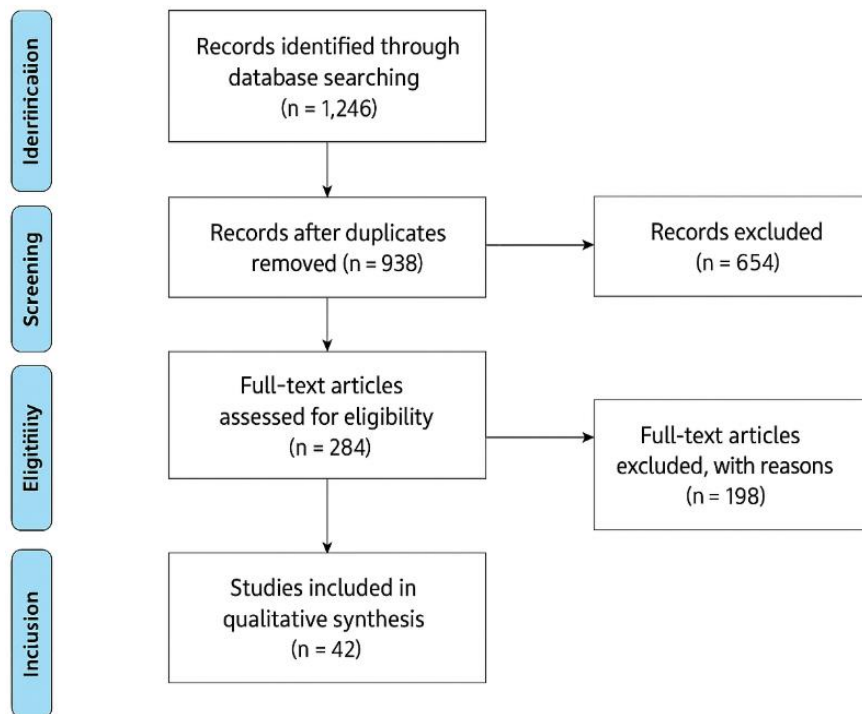 Records identified through
database searching
(n = 1,246)
Records after duplicates
removed (n = 938)
Records excluded
(n = 654)
Screening
Full-text articles
assessed for eligibility
(n = 284)
Full-text articles
excluded, with reasons
(n = 198)
Studies included in
qualitative synthesis
(n = 42)